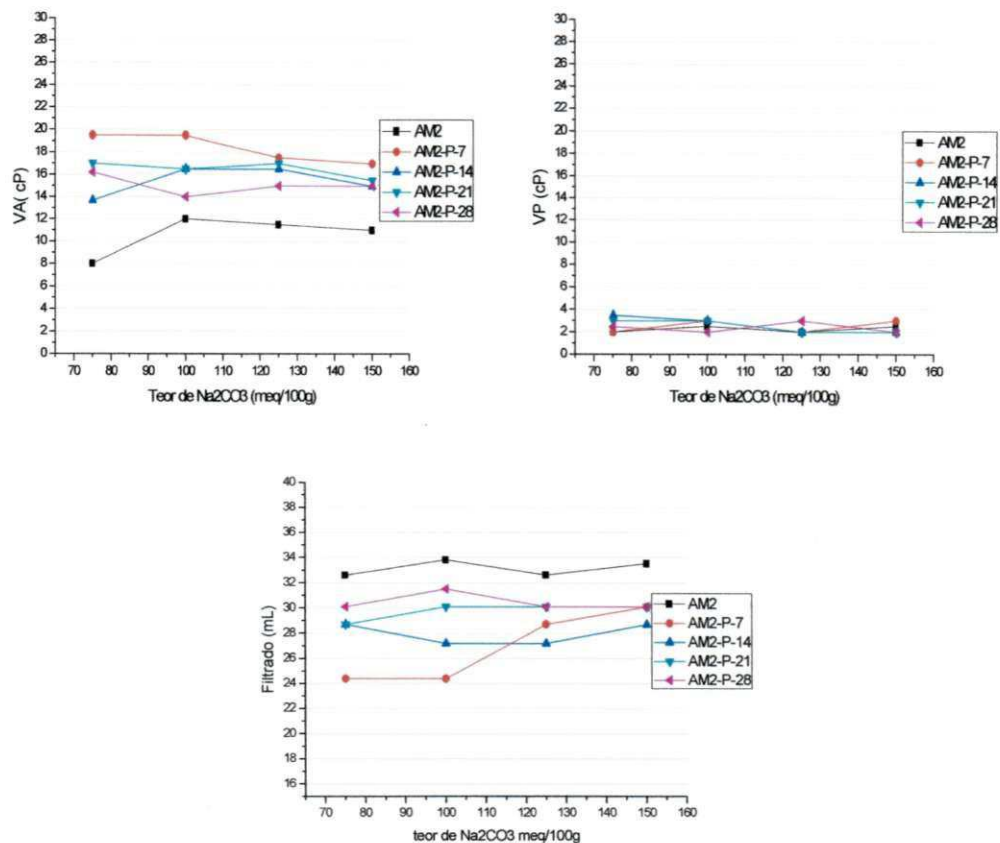 VA( cP)
30
28
26
24
22
20
18
16
14
12
10
8
6
4
2
0
70 80 90 100 110 120 130 140 150 160
Teor de Na2CO3 (meq/100g)
AM2
AM2-P-7
AM2-P-14
AM2-P-21
AM2-P-28
VP (cP)
30
28
26
24
22
20
18
16
14
12
10
8
6
4
2
0
70 80 90 100 110 120 130 140 150 160
Teor de Na2CO3 (meq/100g)
AM2
AM2-P-7
AM2-P-14
AM2-P-21
AM2-P-28
Filtrado (mL)
40
38
36
34
32
30
28
26
24
22
20
18
16
70 80 90 100 110 120 130 140 150 160
teor de Na2CO3 meq/100g
AM2
AM2-P-7
AM2-P-14
AM2-P-21
AM2-P-28